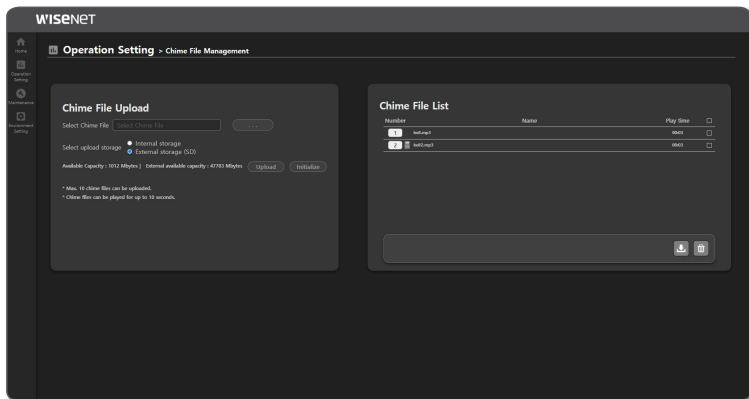 WISENET
Home
Operation Setting
Maintenance
Environment Setting
Operation Setting > Chime File Management
Chime File Upload
Select Chime File Select Chime File ...
Select upload storage Internal storage
External storage (SD)
Available Capacity : 1012 Mbytes | External available capacity : 47783 Mbytes Upload Initialize
* Max. 10 chime files can be uploaded.
* Chime files can be played for up to 10 seconds.
Chime File List
Number Name Play Time
1 bell.mp3 00:03
2 bell2.mp3 00:03